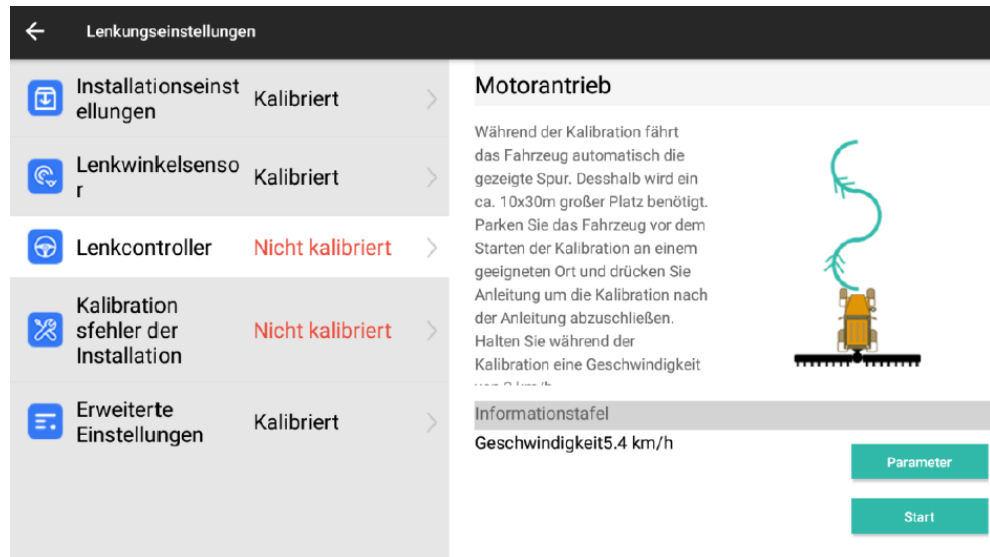 Lenkungseinstellungen
Installationseinst
ellungen
Kalibriert
Lenkwinkelsenso
r
Kalibriert
Lenkcontroller
Nicht kalibriert
Kalibration
sfehler der
Installation
Nicht kalibriert
Erweiterte
Einstellungen
Kalibriert
Motorantrieb
Während der Kalibration fährt
das Fahrzeug automatisch die
gezeigte Spur. Desshalb wird ein
ca. 10x30m großer Platz benötigt.
Parken Sie das Fahrzeug vor dem
Starten der Kalibration an einem
geeigneten Ort und drücken Sie
Anleitung um die Kalibration nach
der Anleitung abzuschließen.
Halten Sie während der
Kalibration eine Geschwindigkeit
Informationstafel
Geschwindigkeit5.4 km/h
Parameter
Start